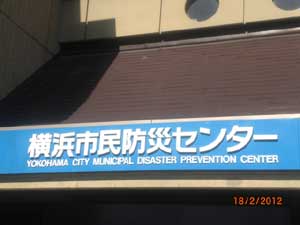 横浜市民防災センター
YOKOHAMA CITY MUNICIPAL DISASTER PREVENTION CENTER
18/2/2012